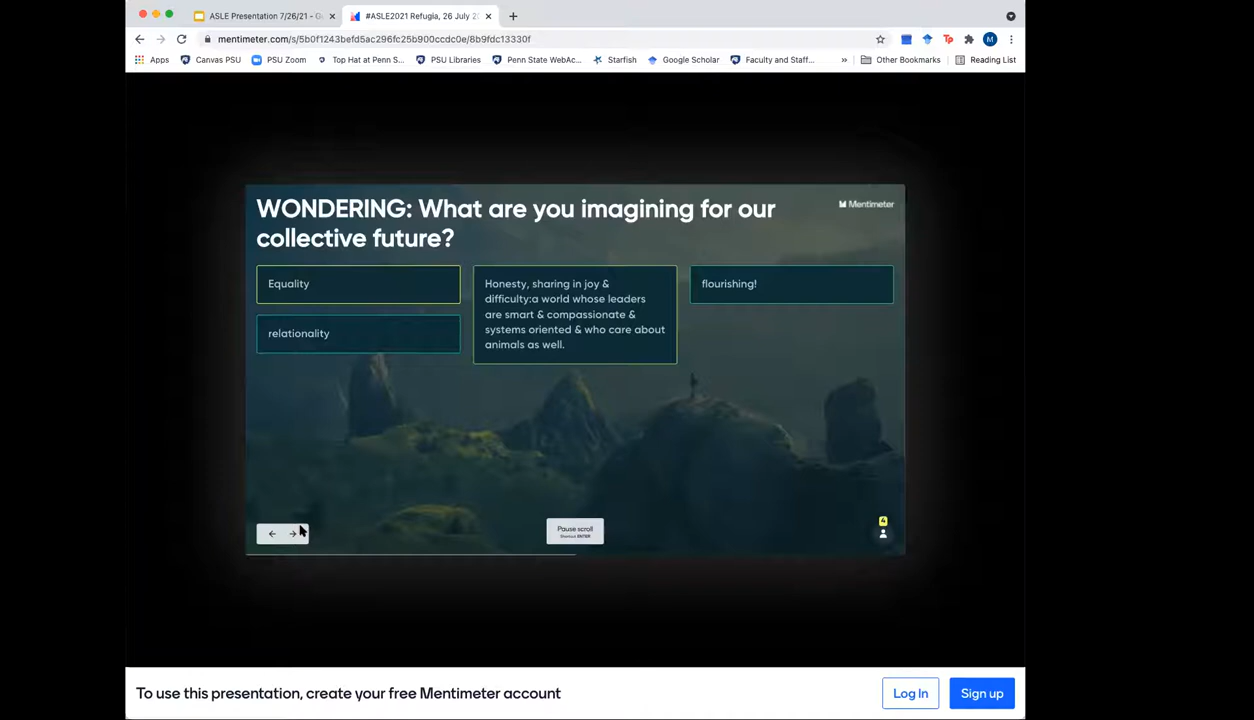 ASLE Presentation 7/26/21 - G
#ASLE2021 Refugia, 26 July 2
mentimeter.com/s/5b0f1243befd5ac296fc25b900ccdc0e/8b9fdc13330f
Apps Canvas PSU PSU Zoom Top Hat at Penn S... PSU Libraries Penn State WebAc... Starfish Google Scholar Faculty and Staff... » Other Bookmarks Reading List
M
WONDERING: What are you imagining for our
collective future?
Mentimeter
Equality
relationality
Honesty, sharing in joy &
difficulty:a world whose leaders
are smart & compassionate &
systems oriented & who care about
animals as well.
flourishing!
Pause scroll
Shortcut ENTER
4
To use this presentation, create your free Mentimeter account
Log In
Sign up